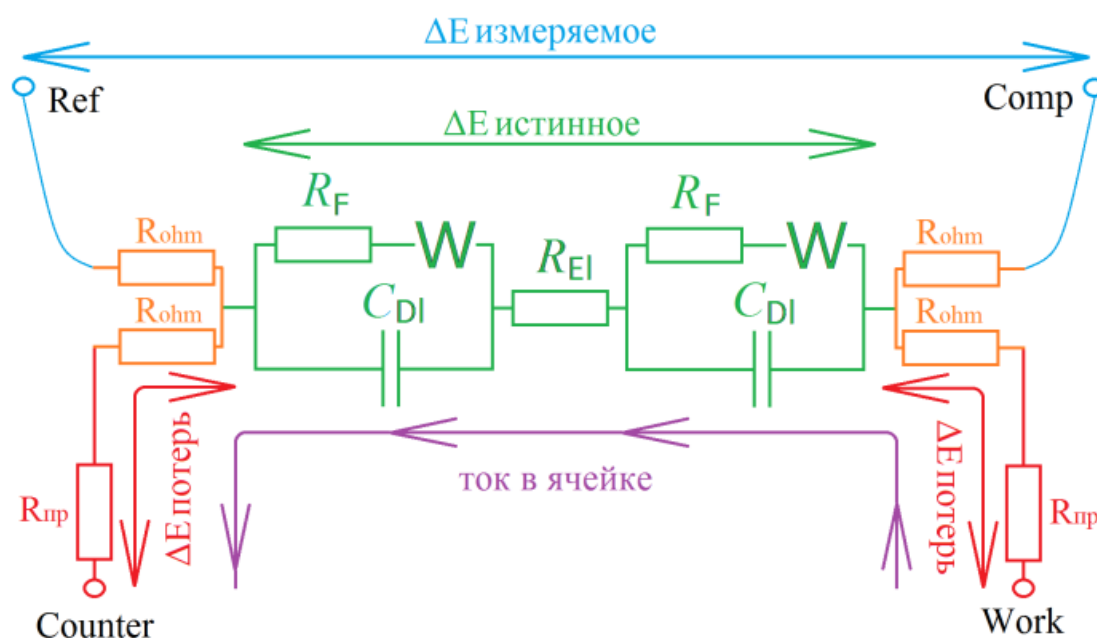 ΔE измеряемое
Ref
Comp
ΔE истинное
R_F
R_F
W
W
R_ohm
R_El
R_ohm
R_ohm
C_Dl
C_Dl
R_ohm
ΔE потерь
ΔE потерь
ток в ячейке
R_пр
R_пр
Counter
Work